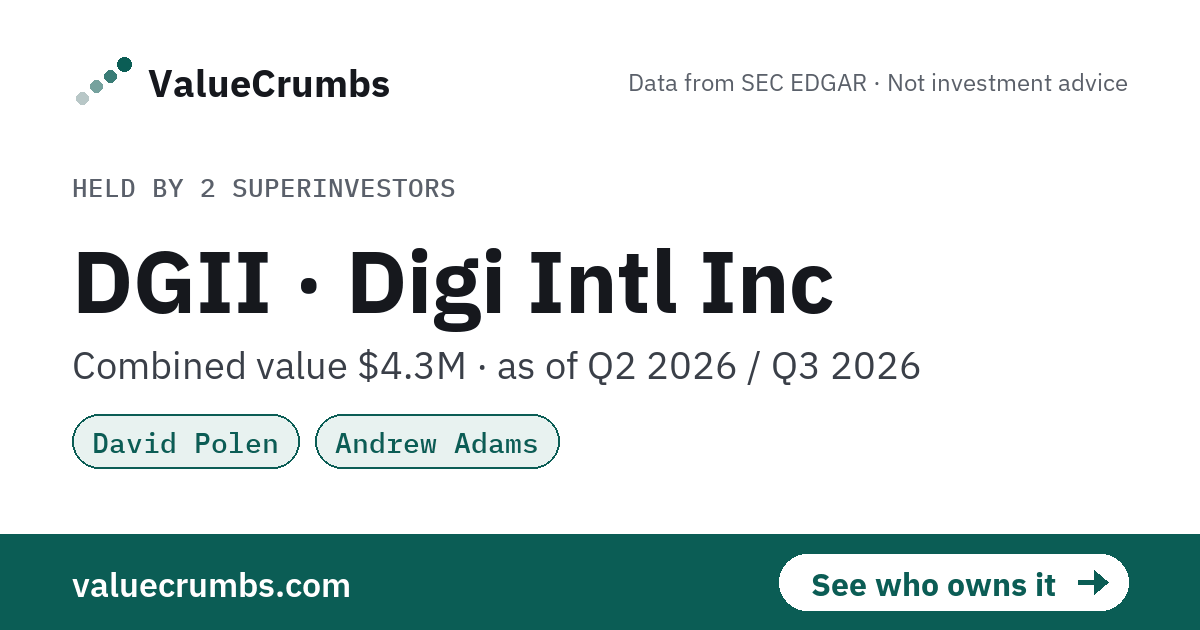 ValueCrumbs
Data from SEC EDGAR · Not investment advice
HELD BY 2 SUPERINVESTORS
DGII · Digi Intl Inc
Combined value $4.3M · as of Q2 2026 / Q3 2026
David Polen
Andrew Adams
valuecrumbs.com
See who owns it →